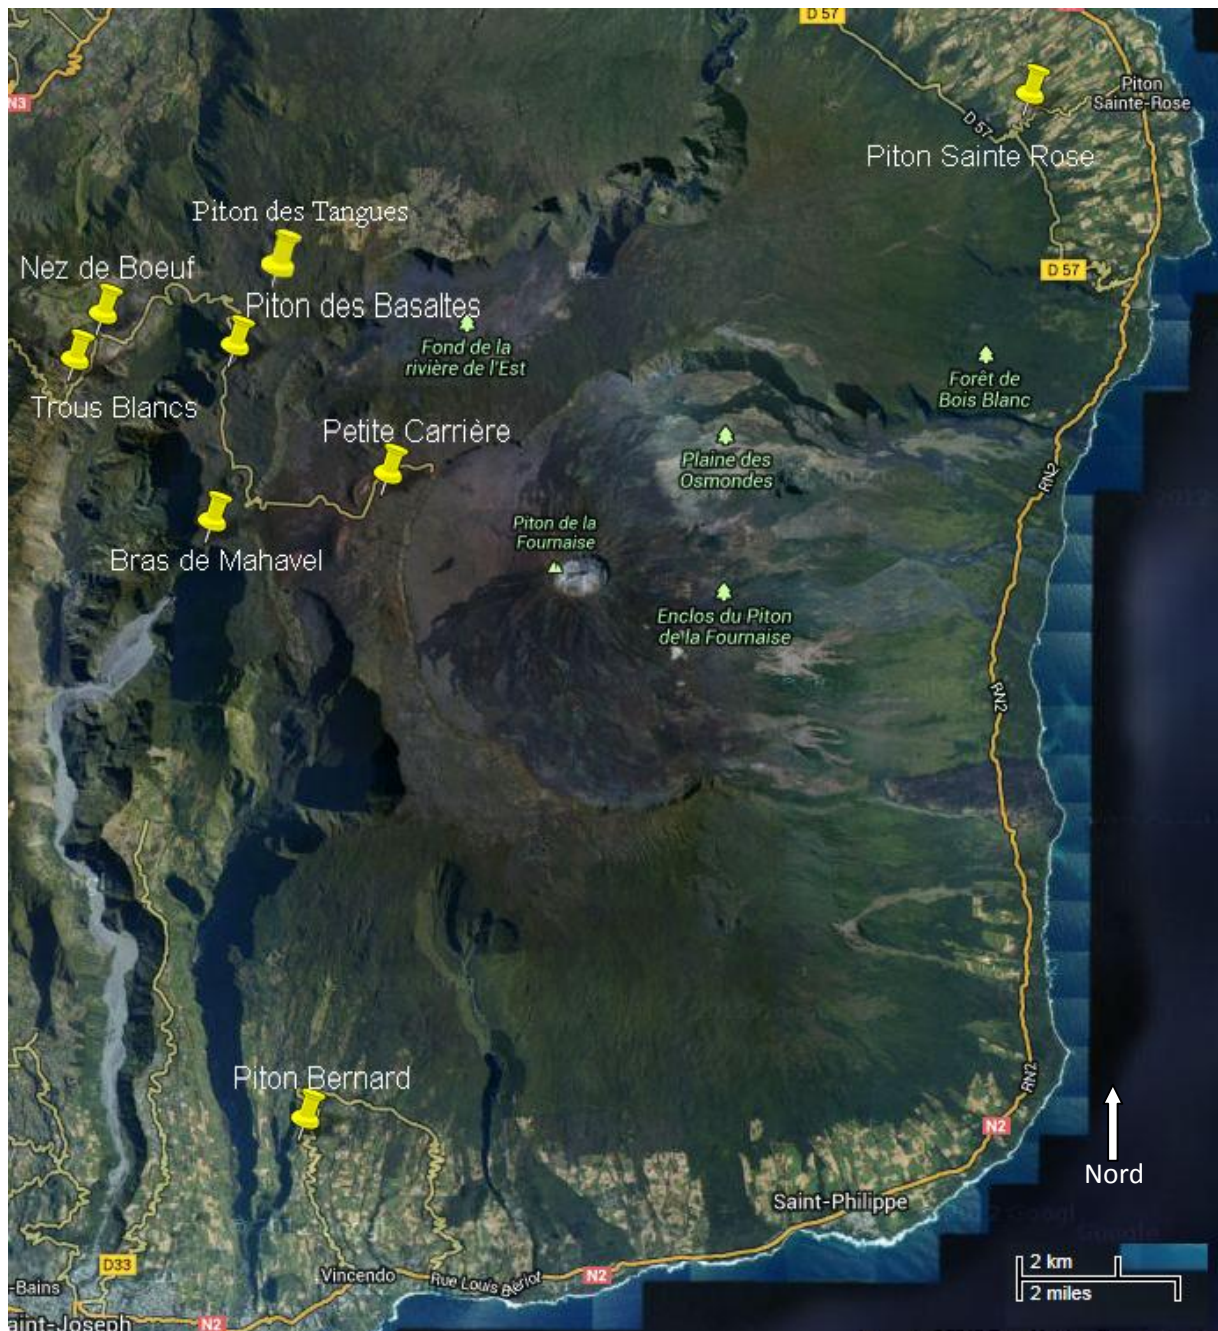 D 57
N3
Piton
Sainte-Rose
D 57
Piton Sainte Rose
Piton des Tangues
Nez de Boeuf
D 57
Piton des Basaltes
Fond de la
rivière de l'Est
Forêt de
Bois Blanc
Trous Blancs
Petite Carrière
Plaine des
Osmondes
RN2
Piton de la
Fournaise
Bras de Mahavel
Enclos du Piton
de la Fournaise
RN2
Piton Bernard
RN2
N2
Nord
Saint-Philippe
D33
2 km
-Bains
Vincendo
Rue Louis Bériot
N2
2 miles
aint-Joseph
N2